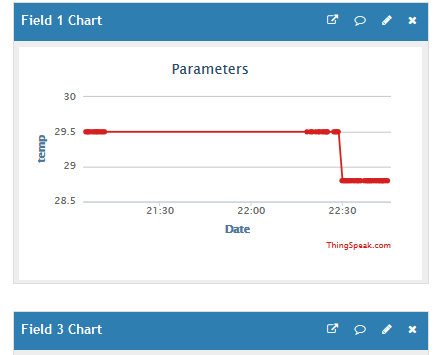 Field 1 Chart
Parameters
30
29.5
29
28.5
temp
21:30 22:00 22:30
Date
ThingSpeak.com
Field 3 Chart